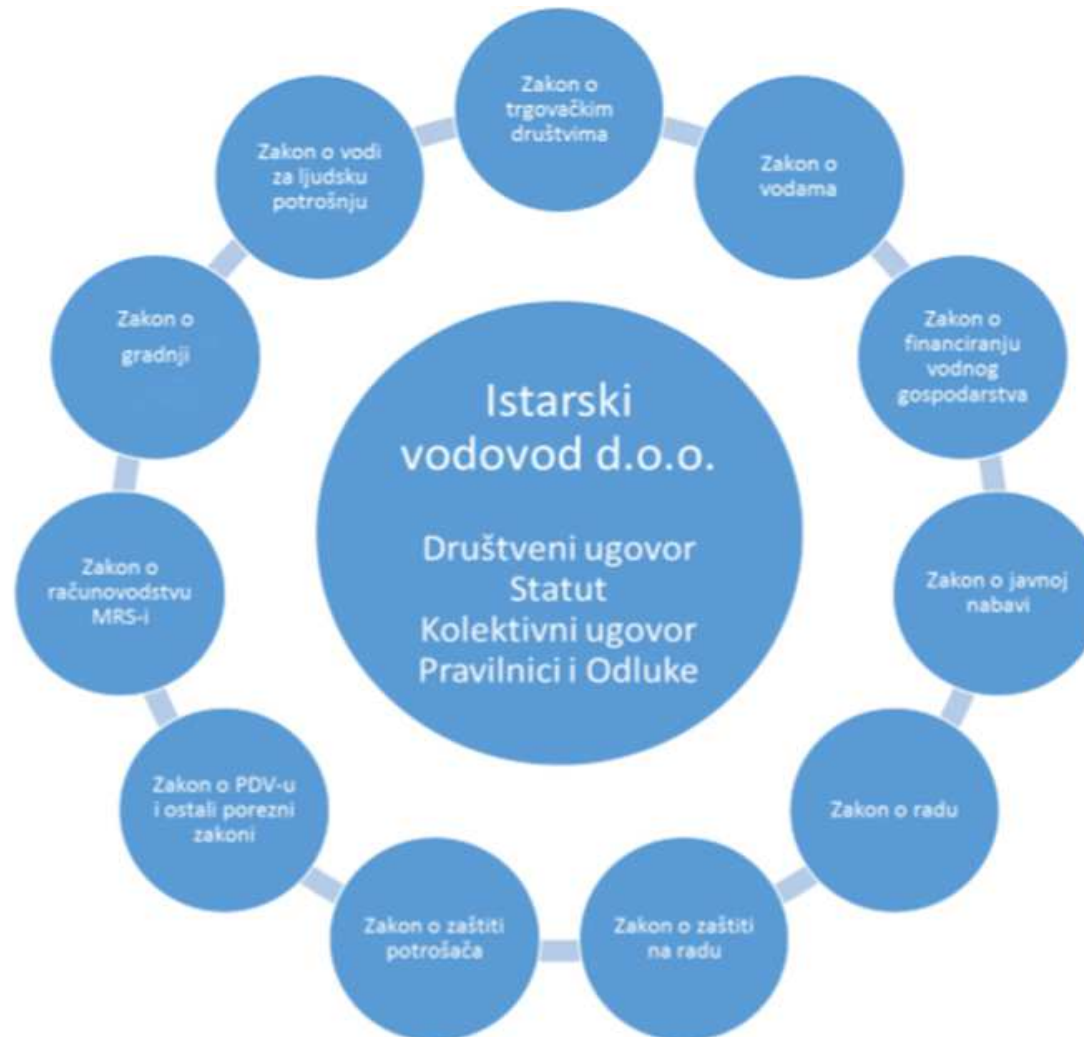 Zakon o
trgovačkim
društvima
Zakon o
vodama
Zakon o
financiranju
vodnog
gospodarstva
Zakon o javnoj
nabavi
Zakon o radu
Zakon o zaštiti
na radu
Zakon o zaštiti
potrošača
Zakon o PDV-u
i ostali porezni
zakoni
Zakon o
računovodstvu
MRS-i
Zakon o
gradnji
Zakon o vodi
za ljudsku
potrošnju
Istarski
vodovod d.o.o.
Društveni ugovor
Statut
Kolektivni ugovor
Pravilnici i Odluke